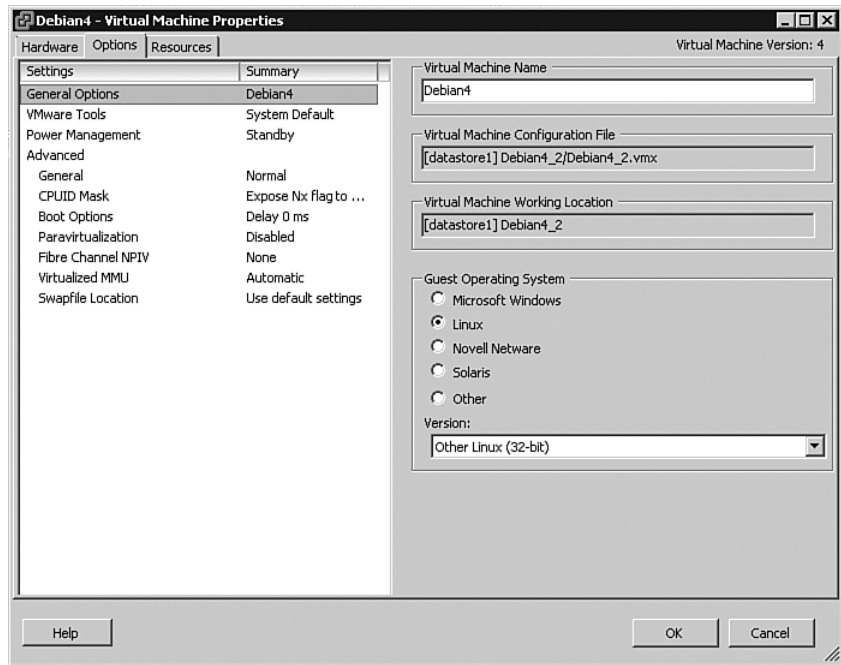 Debian4 - Virtual Machine Properties
Hardware Options Resources Virtual Machine Version: 4
Settings Summary
General Options Debian4
VMware Tools System Default
Power Management Standby
Advanced
General Normal
CPUID Mask Expose Nx flag to ...
Boot Options Delay 0 ms
Paravirtualization Disabled
Fibre Channel NPIV None
Virtualized MMU Automatic
Swapfile Location Use default settings
Virtual Machine Name
Debian4
Virtual Machine Configuration File
[datastore1] Debian4_2/Debian4_2.vmx
Virtual Machine Working Location
[datastore1] Debian4_2
Guest Operating System
Microsoft Windows
Linux
Novell Netware
Solaris
Other
Version:
Other Linux (32-bit)
Help OK Cancel